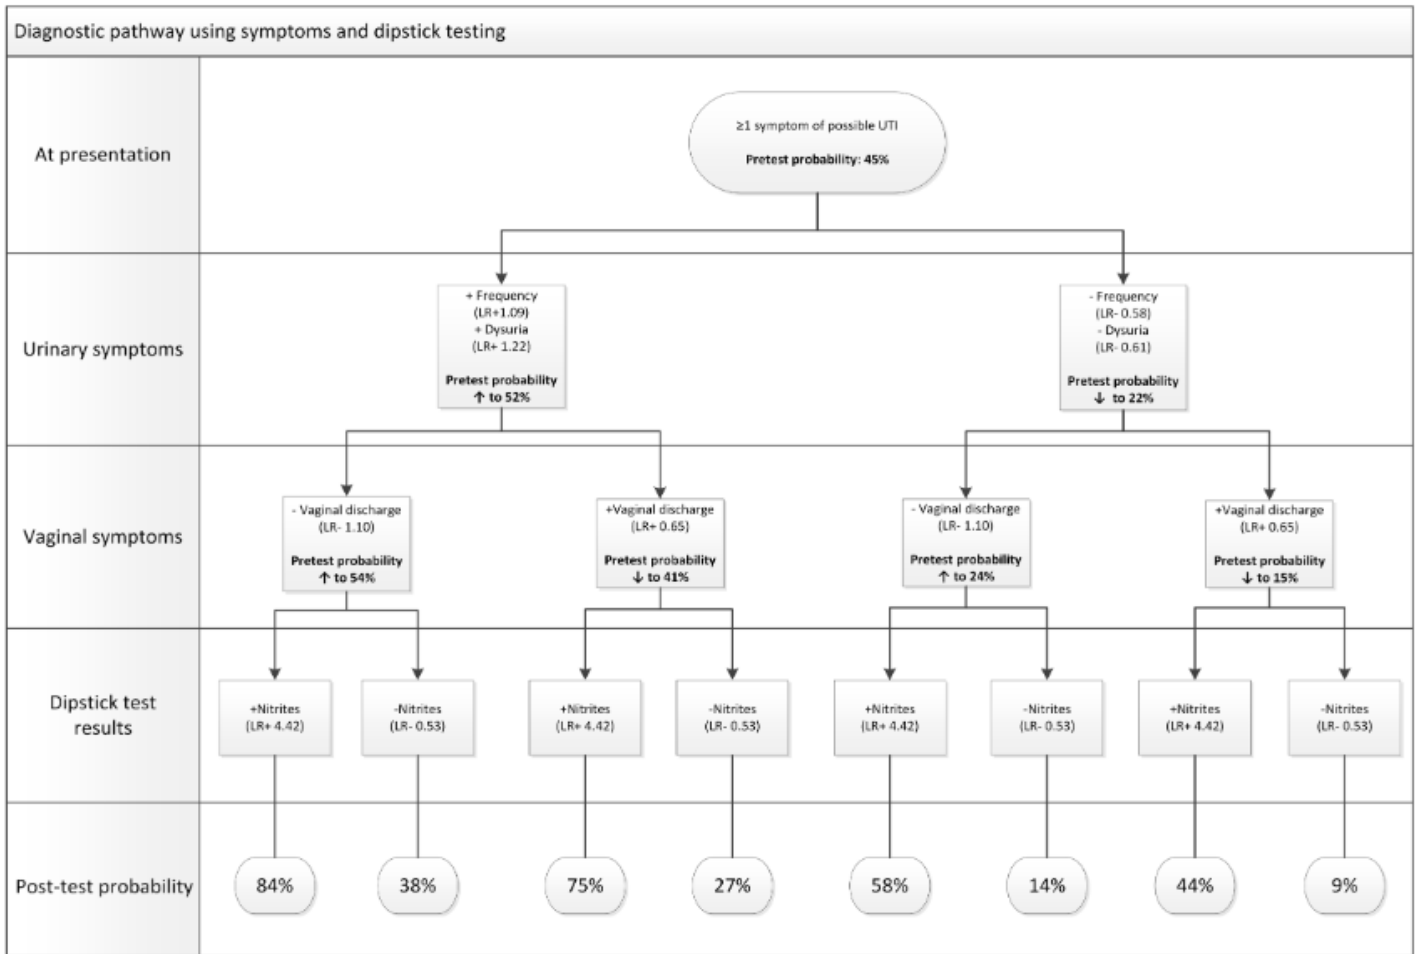 Diagnostic pathway using symptoms and dipstick testing
At presentation
≥1 symptom of possible UTI
Pretest probability: 45%
Urinary symptoms
+ Frequency
(LR+1.09)
+ Dysuria
(LR+ 1.22)
Pretest probability
↑ to 52%
- Frequency
(LR- 0.58)
- Dysuria
(LR- 0.61)
Pretest probability
↓ to 22%
Vaginal symptoms
- Vaginal discharge
(LR- 1.10)
Pretest probability
↑ to 54%
+Vaginal discharge
(LR+ 0.65)
Pretest probability
↓ to 41%
- Vaginal discharge
(LR- 1.10)
Pretest probability
↑ to 24%
+Vaginal discharge
(LR+ 0.65)
Pretest probability
↓ to 15%
Dipstick test
results
+Nitrites
(LR+ 4.42)
-Nitrites
(LR- 0.53)
+Nitrites
(LR+ 4.42)
-Nitrites
(LR- 0.53)
+Nitrites
(LR+ 4.42)
-Nitrites
(LR- 0.53)
+Nitrites
(LR+ 4.42)
-Nitrites
(LR- 0.53)
Post-test probability
84%
38%
75%
27%
58%
14%
44%
9%